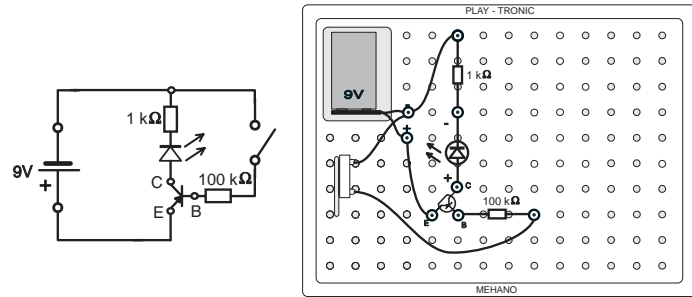 1 kΩ
9V
+
C
E
B
100 kΩ
PLAY - TRONIC
9V
-
+
1 kΩ
-
+
C
E
B
100 kΩ
MEHANO